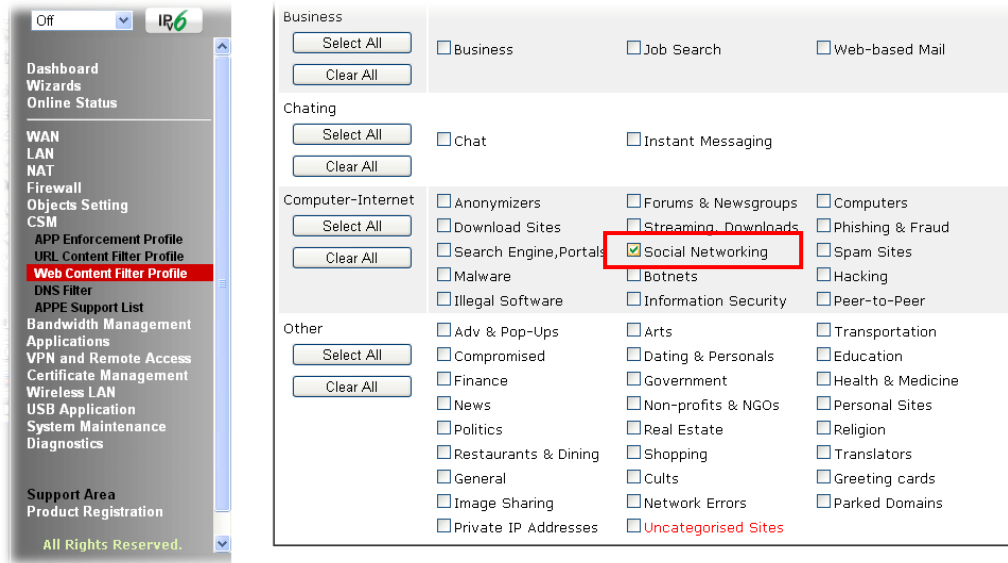 Off IPv6
Dashboard
Wizards
Online Status
WAN
LAN
NAT
Firewall
Objects Setting
CSM
APP Enforcement Profile
URL Content Filter Profile
Web Content Filter Profile
DNS Filter
APPE Support List
Bandwidth Management
Applications
VPN and Remote Access
Certificate Management
Wireless LAN
USB Application
System Maintenance
Diagnostics
Support Area
Product Registration
All Rights Reserved.
Business
Select All
Clear All
Business Job Search Web-based Mail
Chating
Select All
Clear All
Chat Instant Messaging
Computer-Internet
Select All
Clear All
Anonymizers Forums & Newsgroups Computers
Download Sites Streaming, Downloads Phishing & Fraud
Search Engine,Portals Social Networking Spam Sites
Malware Botnets Hacking
Illegal Software Information Security Peer-to-Peer
Other
Select All
Clear All
Adv & Pop-Ups Arts Transportation
Compromised Dating & Personals Education
Finance Government Health & Medicine
News Non-profits & NGOs Personal Sites
Politics Real Estate Religion
Restaurants & Dining Shopping Translators
General Cults Greeting cards
Image Sharing Network Errors Parked Domains
Private IP Addresses Uncategorised Sites